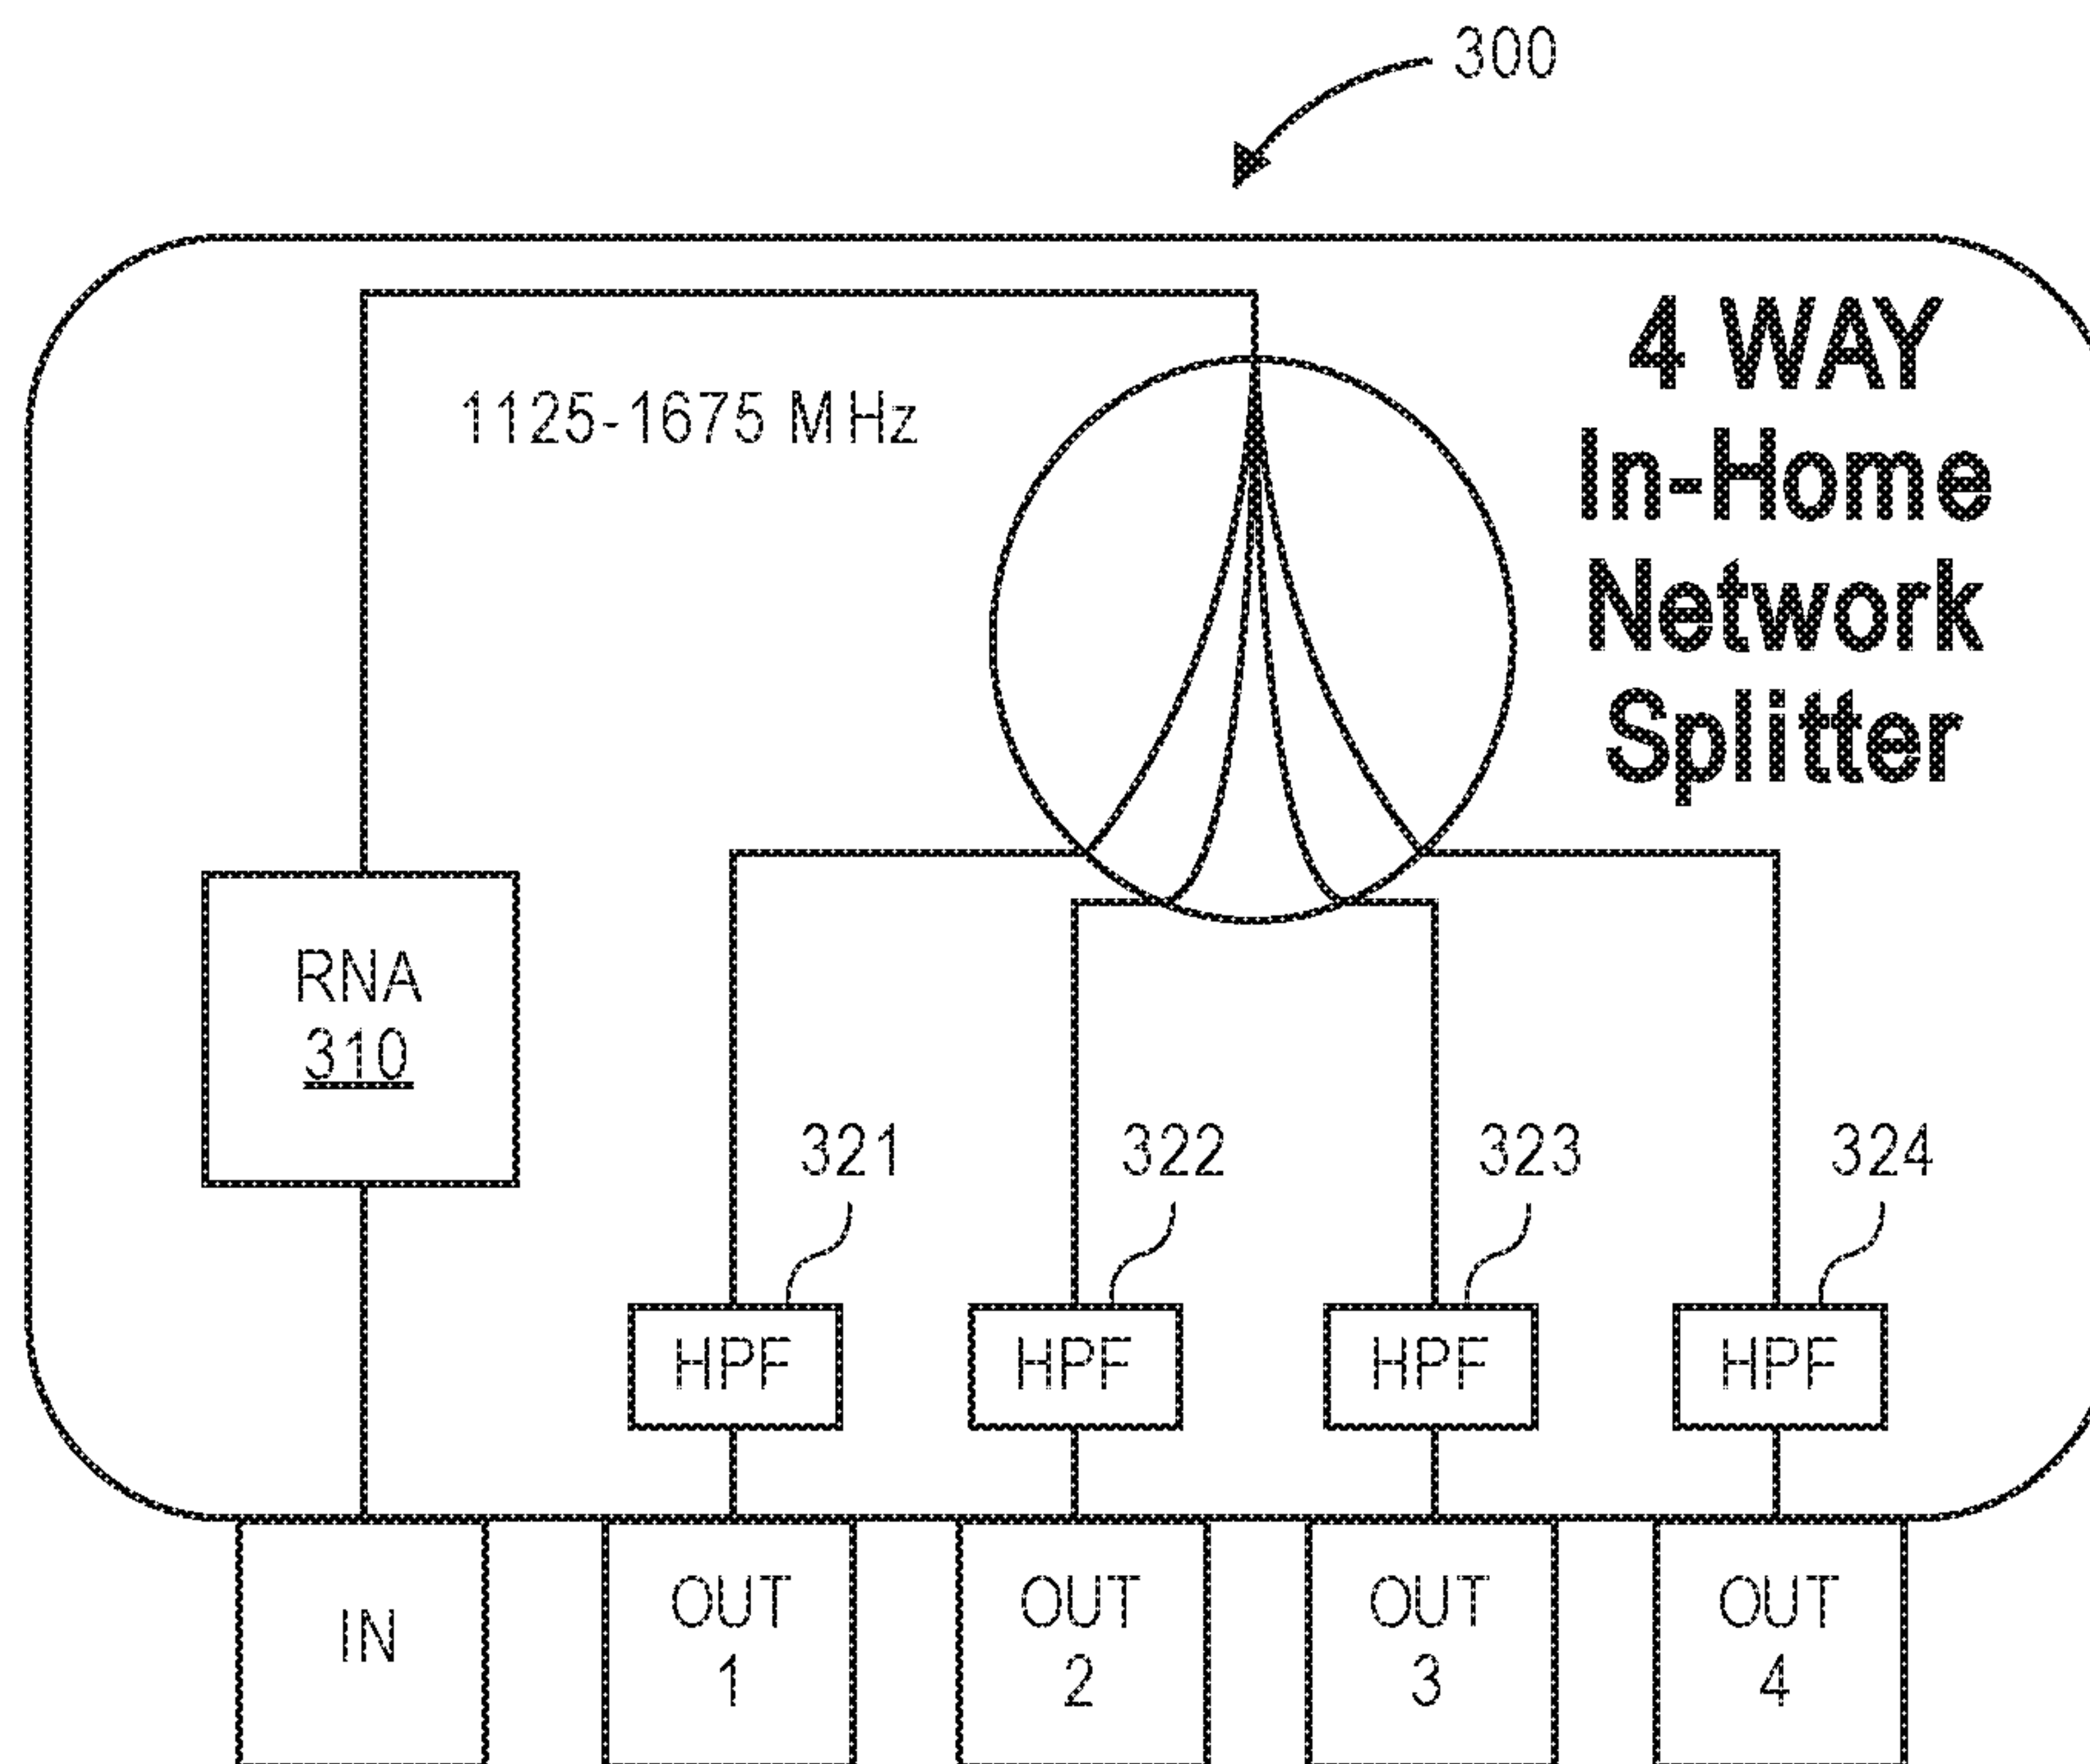 300
1125-1675 MHz
4 WAY
In-Home
Network
Splitter
RNA
310
321
322
323
324
HPF
HPF
HPF
HPF
IN
OUT
1
OUT
2
OUT
3
OUT
4